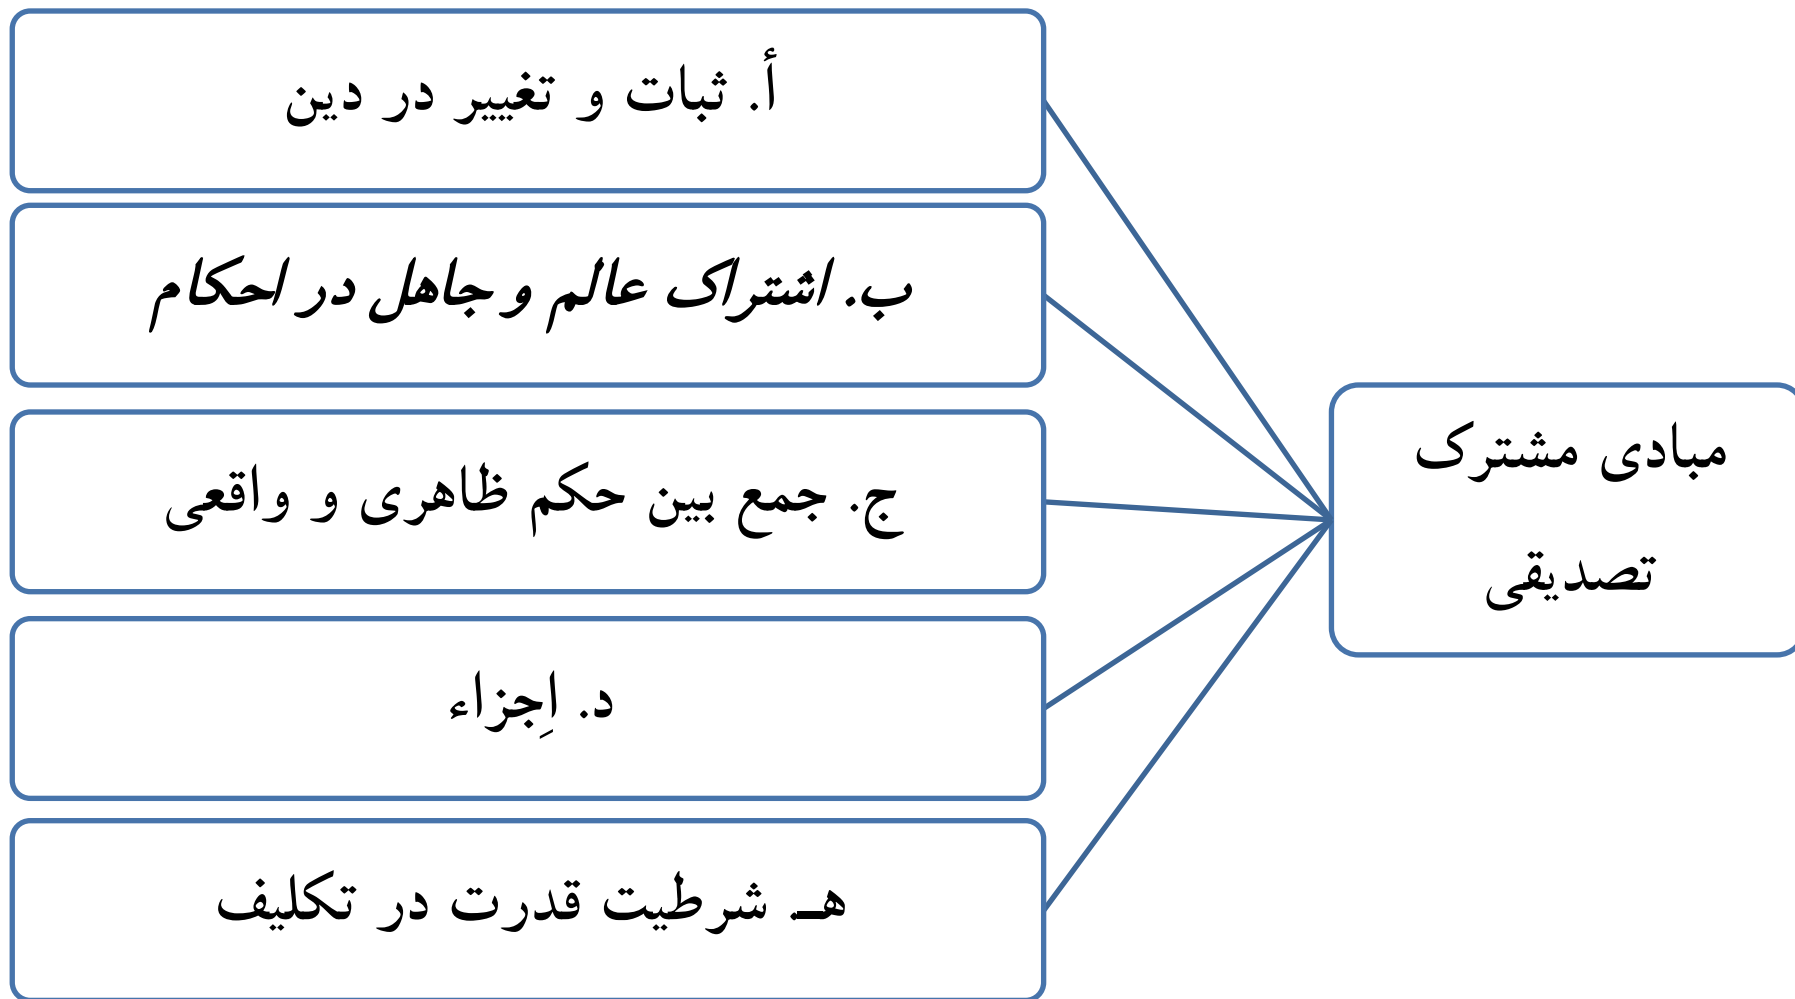 مبادی مشترک
تصدیقی
أ. ثبات و تغییر در دین
ب. اشتراک عالم و جاهل در احکام
ج. جمع بین حکم ظاهری و واقعی
د. اِجزاء
هـ. شرطیت قدرت در تکلیف